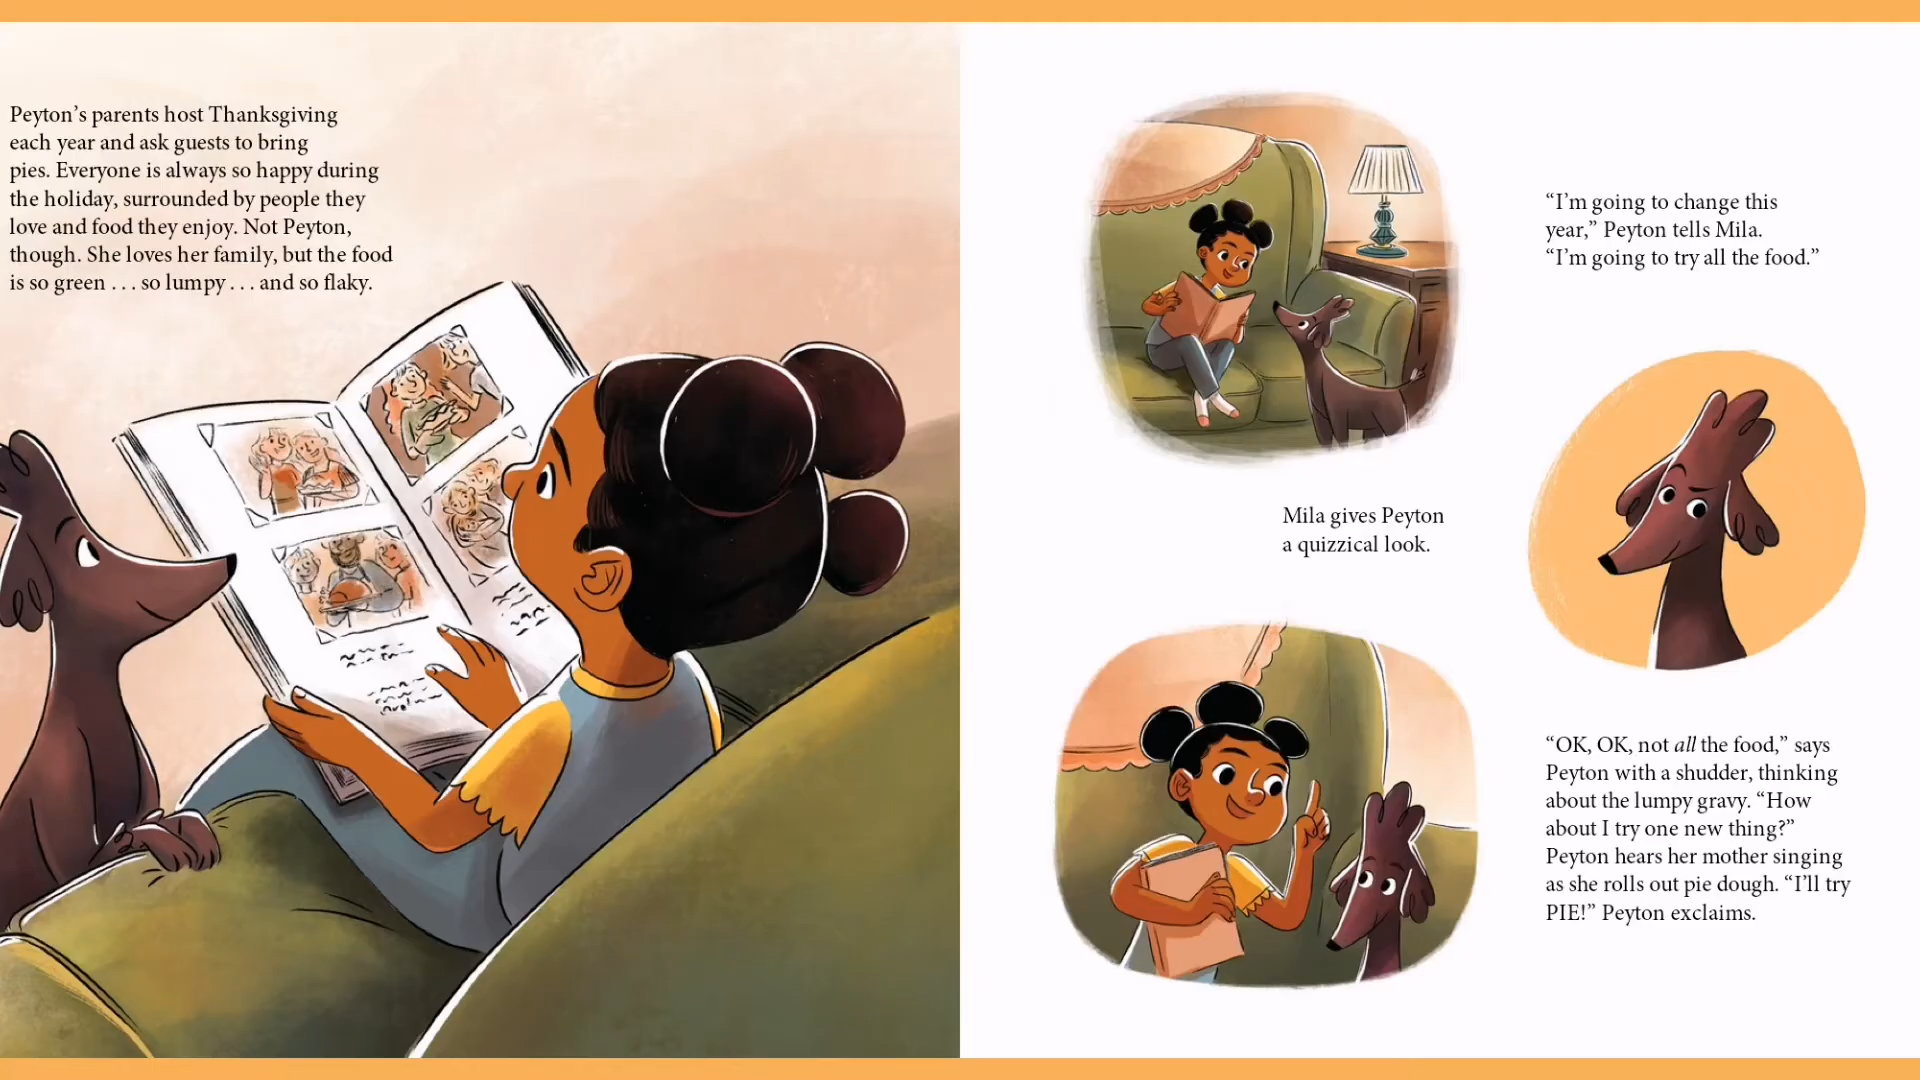 Peyton’s parents host Thanksgiving
each year and ask guests to bring
pies. Everyone is always so happy during
the holiday, surrounded by people they
love and food they enjoy. Not Peyton,
though. She loves her family, but the food
is so green . . . so lumpy . . . and so flaky.
“I’m going to change this
year,” Peyton tells Mila.
“I’m going to try all the food.”
Mila gives Peyton
a quizzical look.
“OK, OK, not all the food,” says
Peyton with a shudder, thinking
about the lumpy gravy. “How
about I try one new thing?”
Peyton hears her mother singing
as she rolls out pie dough. “I’ll try
PIE!” Peyton exclaims.